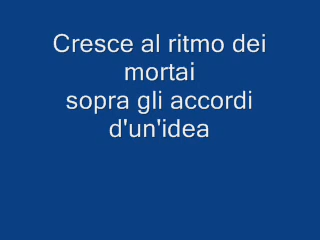 Cresce al ritmo dei
mortai
sopra gli accordi
d'un'idea